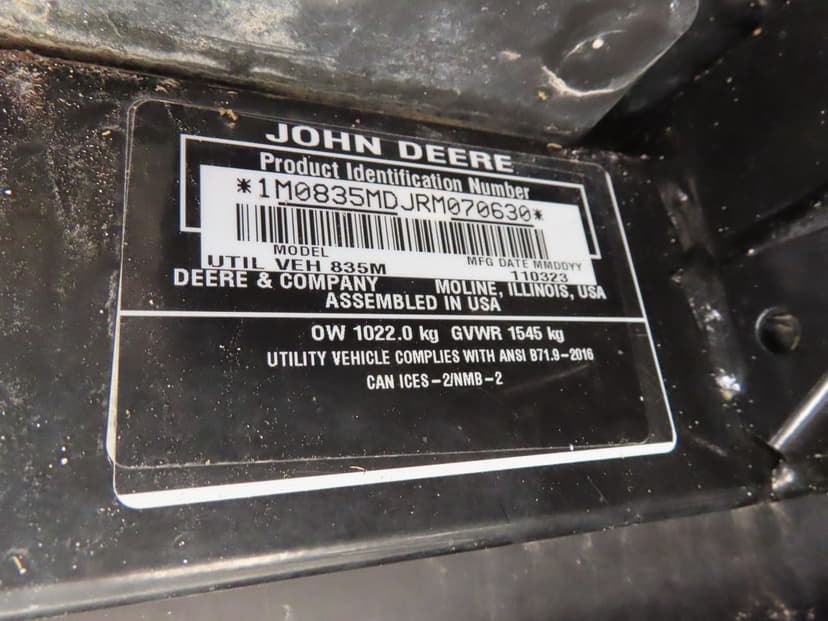 JOHN DEERE
Product Identification Number
*1M0835MDJRM070630*
MODEL MFG DATE MMDDYY
UTIL VEH 835M 110323
DEERE & COMPANY MOLINE, ILLINOIS, USA
ASSEMBLED IN USA
OW 1022.0 kg GVWR 1545 kg
UTILITY VEHICLE COMPLIES WITH ANSI B71.9-2016
CAN ICES-2/NMB-2